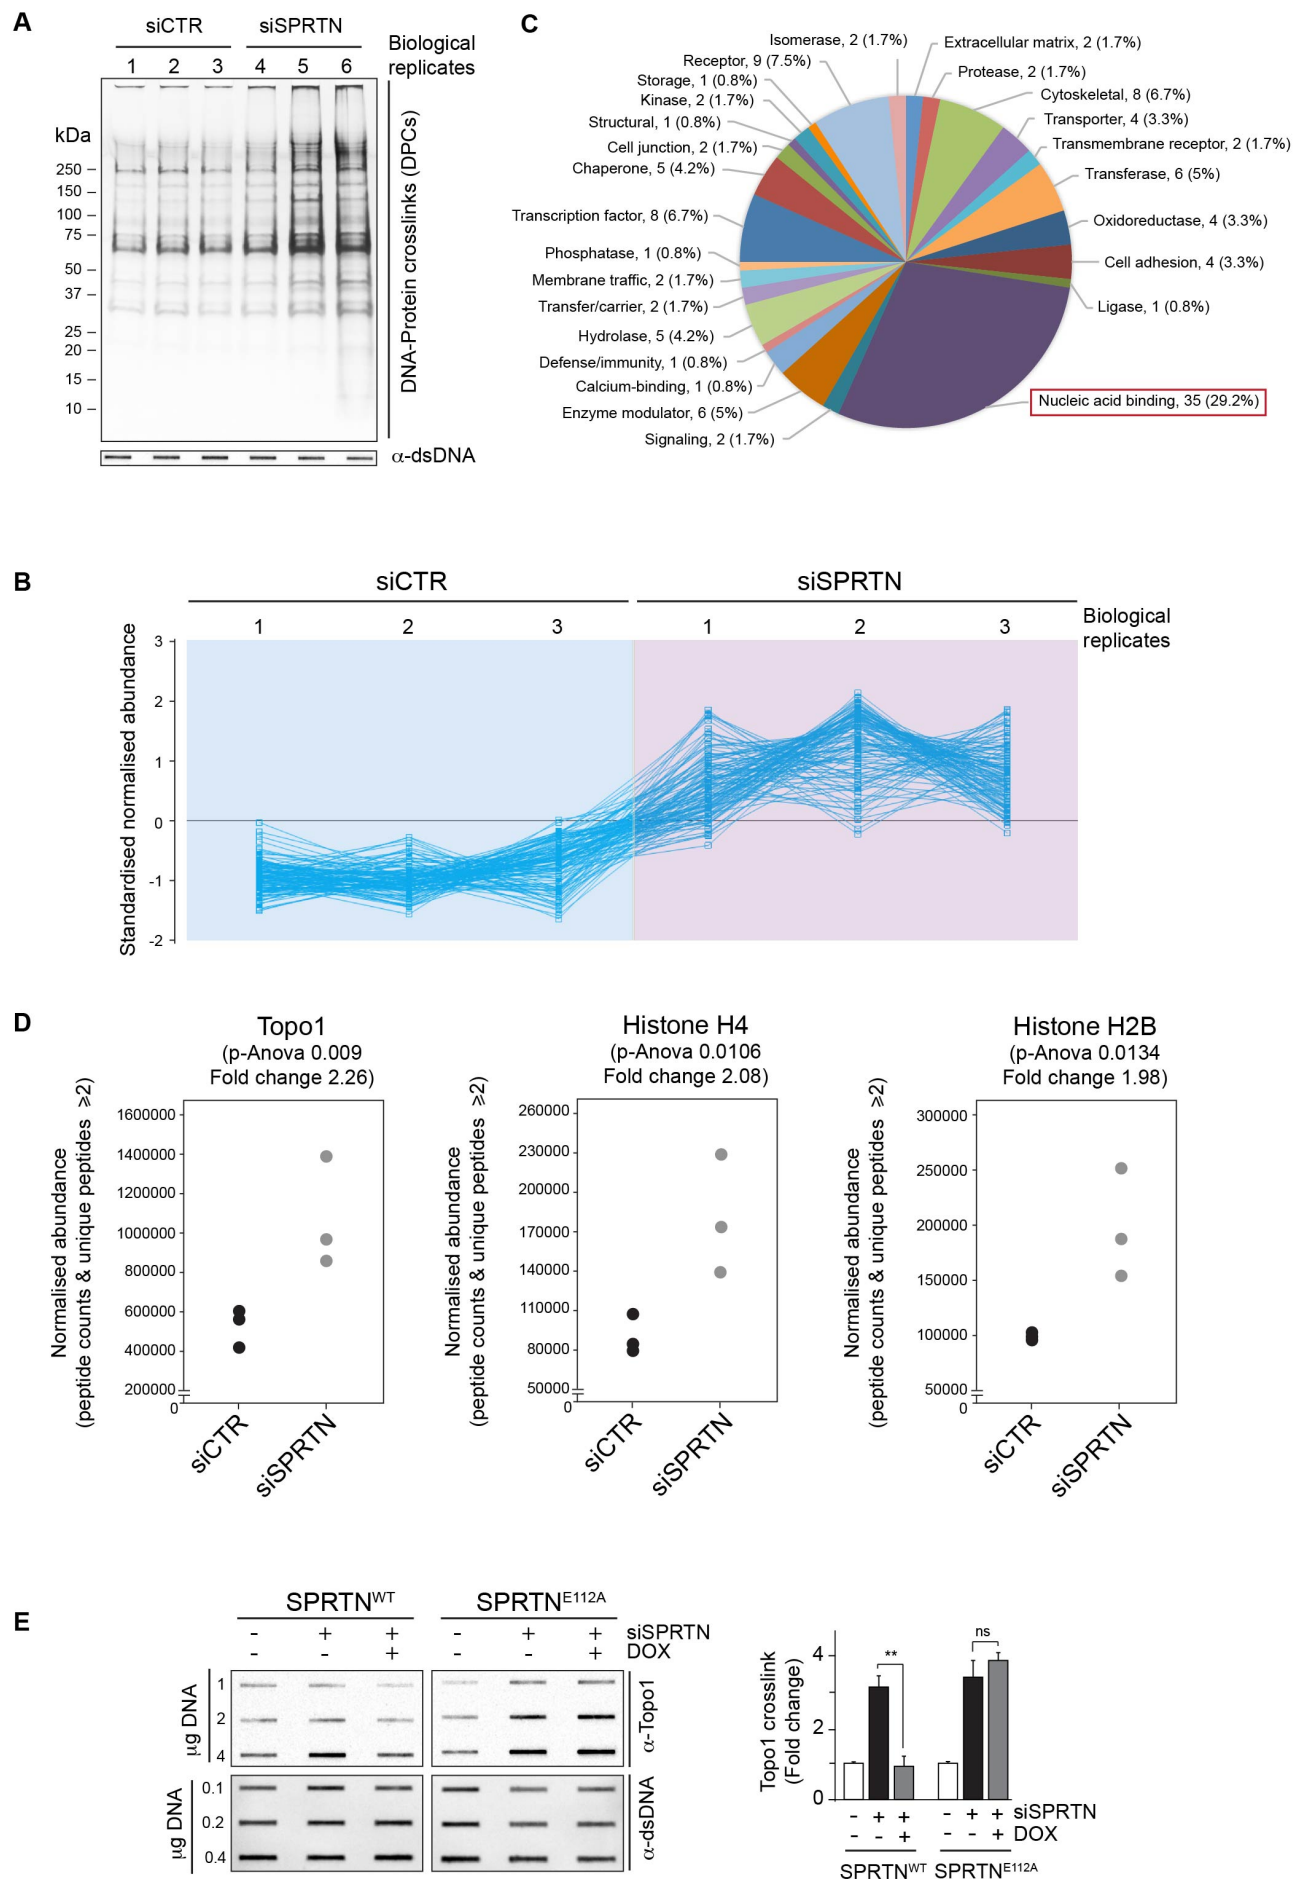 A
siCTR
siSPRTN
Biological
replicates
1 2 3 4 5 6
kDa
250
150
100
75
50
37
25
20
15
10
DNA-Protein crosslinks (DPCs)
α-dsDNA
C
Isomerase, 2 (1.7%)
Receptor, 9 (7.5%)
Storage, 1 (0.8%)
Kinase, 2 (1.7%)
Structural, 1 (0.8%)
Cell junction, 2 (1.7%)
Chaperone, 5 (4.2%)
Transcription factor, 8 (6.7%)
Phosphatase, 1 (0.8%)
Membrane traffic, 2 (1.7%)
Transfer/carrier, 2 (1.7%)
Hydrolase, 5 (4.2%)
Defense/immunity, 1 (0.8%)
Calcium-binding, 1 (0.8%)
Enzyme modulator, 6 (5%)
Signaling, 2 (1.7%)
Extracellular matrix, 2 (1.7%)
Protease, 2 (1.7%)
Cytoskeletal, 8 (6.7%)
Transporter, 4 (3.3%)
Transmembrane receptor, 2 (1.7%)
Transferase, 6 (5%)
Oxidoreductase, 4 (3.3%)
Cell adhesion, 4 (3.3%)
Ligase, 1 (0.8%)
Nucleic acid binding, 35 (29.2%)
B
siCTR
siSPRTN
1 2 3 1 2 3
Biological
replicates
Standardised normalised abundance
3
2
1
0
-1
-2
D
Topo1
(p-Anova 0.009
Fold change 2.26)
Normalised abundance
(peptide counts & unique peptides ≥2)
1600000
1400000
1200000
1000000
800000
600000
400000
200000
0
siCTR
siSPRTN
Histone H4
(p-Anova 0.0106
Fold change 2.08)
Normalised abundance
(peptide counts & unique peptides ≥2)
260000
230000
200000
170000
140000
110000
80000
50000
0
siCTR
siSPRTN
Histone H2B
(p-Anova 0.0134
Fold change 1.98)
Normalised abundance
(peptide counts & unique peptides ≥2)
300000
250000
200000
150000
100000
50000
0
siCTR
siSPRTN
E
SPRTNWT
SPRTNE112A
- + + - + + siSPRTN
- - + - - + DOX
µg DNA
1
2
4
α-Topo1
µg DNA
0.1
0.2
0.4
α-dsDNA
Topo1 crosslink
(Fold change)
4
2
0
**
ns
- + + - + + siSPRTN
- - + - - + DOX
SPRTNWT
SPRTNE112A